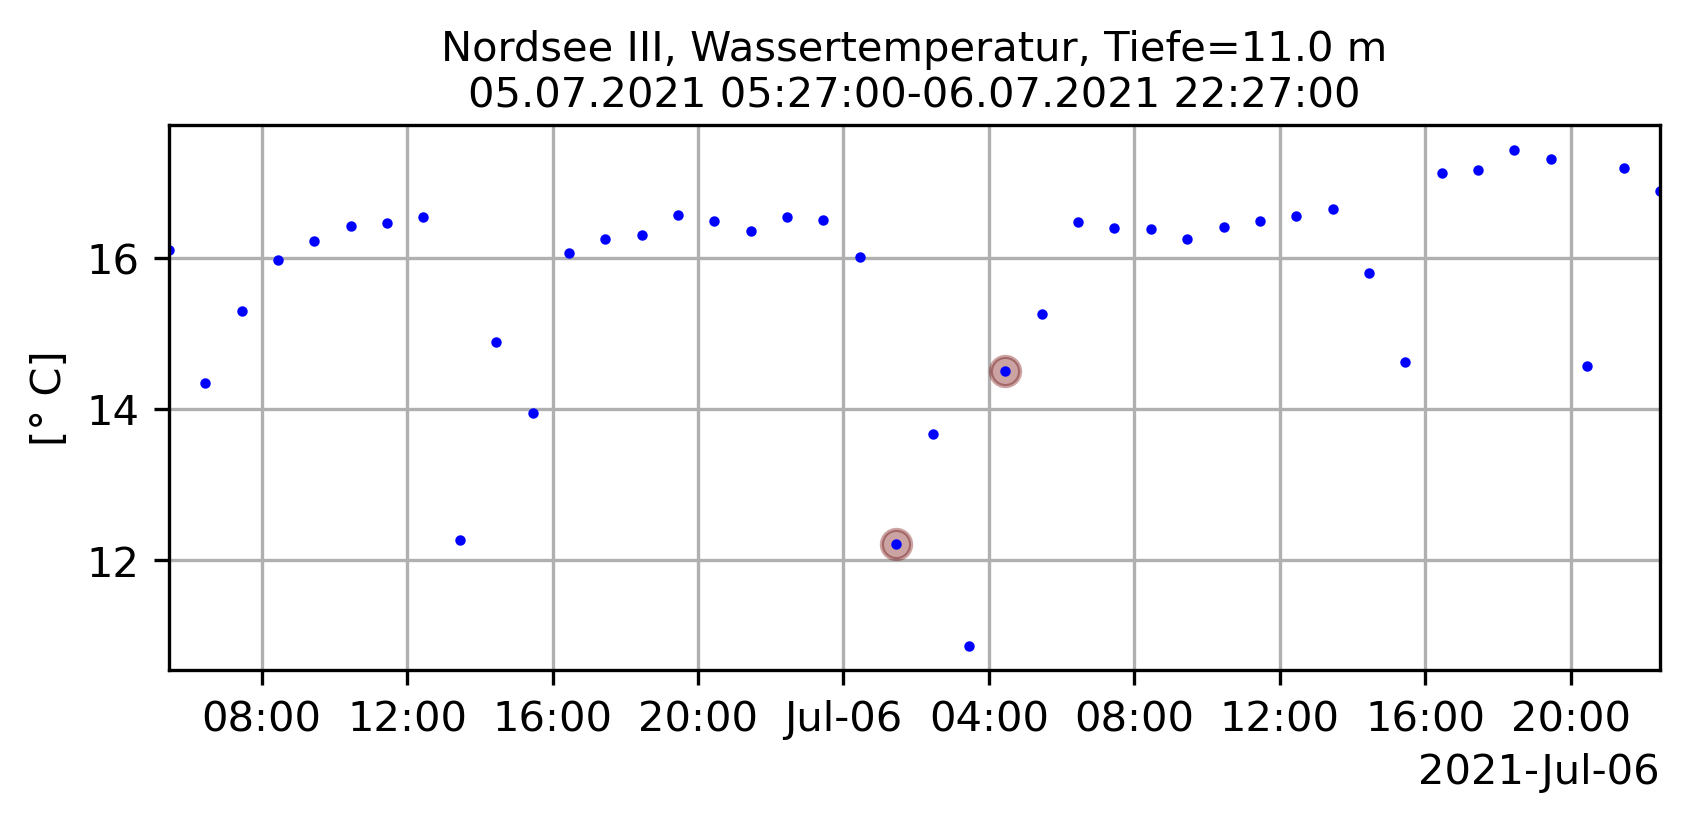 Nordsee III, Wassertemperatur, Tiefe=11.0 m
05.07.2021 05:27:00-06.07.2021 22:27:00
[° C]
16
14
12
08:00 12:00 16:00 20:00 Jul-06 04:00 08:00 12:00 16:00 20:00
2021-Jul-06